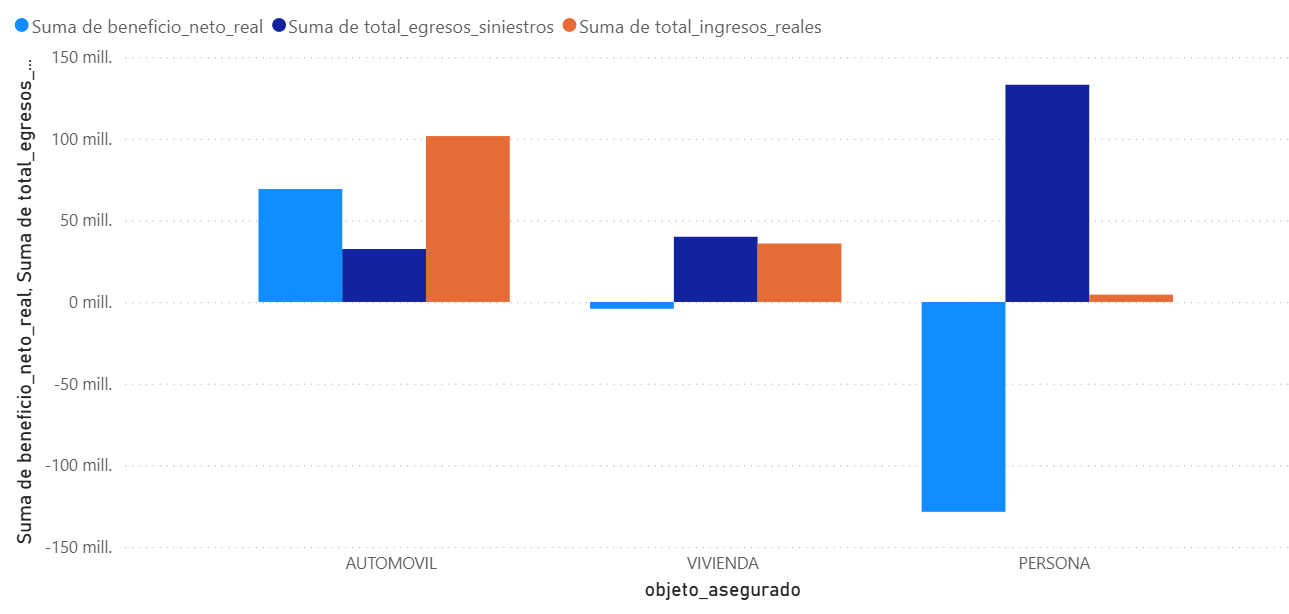 Suma de beneficio_neto_real Suma de total_egresos_siniestros Suma de total_ingresos_reales
Suma de beneficio_neto_real, Suma de total_egresos_...
150 mill.
100 mill.
50 mill.
0 mill.
-50 mill.
-100 mill.
-150 mill.
AUTOMOVIL VIVIENDA PERSONA
objeto_asegurado